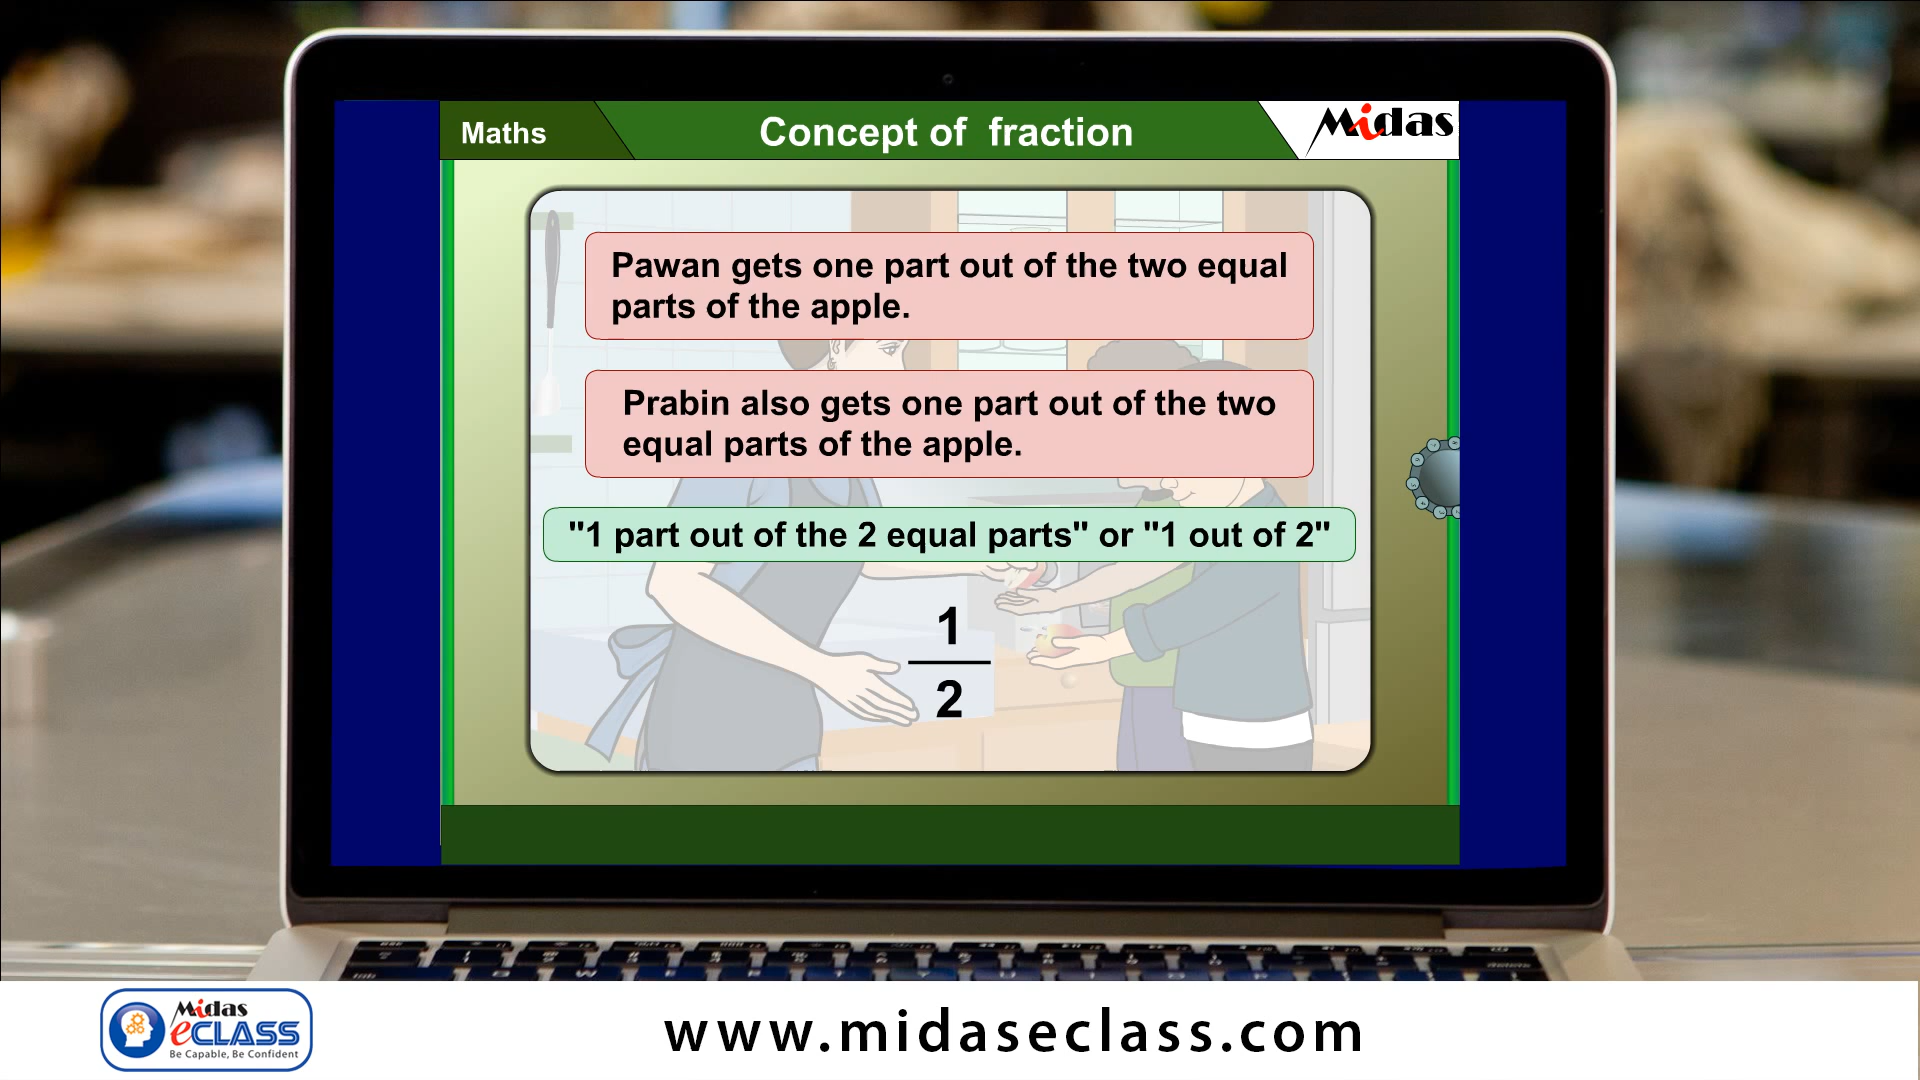 Maths
Concept of fraction
Midas
Pawan gets one part out of the two equal
parts of the apple.
Prabin also gets one part out of the two
equal parts of the apple.
"1 part out of the 2 equal parts" or "1 out of 2"
1
2
Midas
eCLASS
Be Capable, Be Confident
www.midaseclass.com